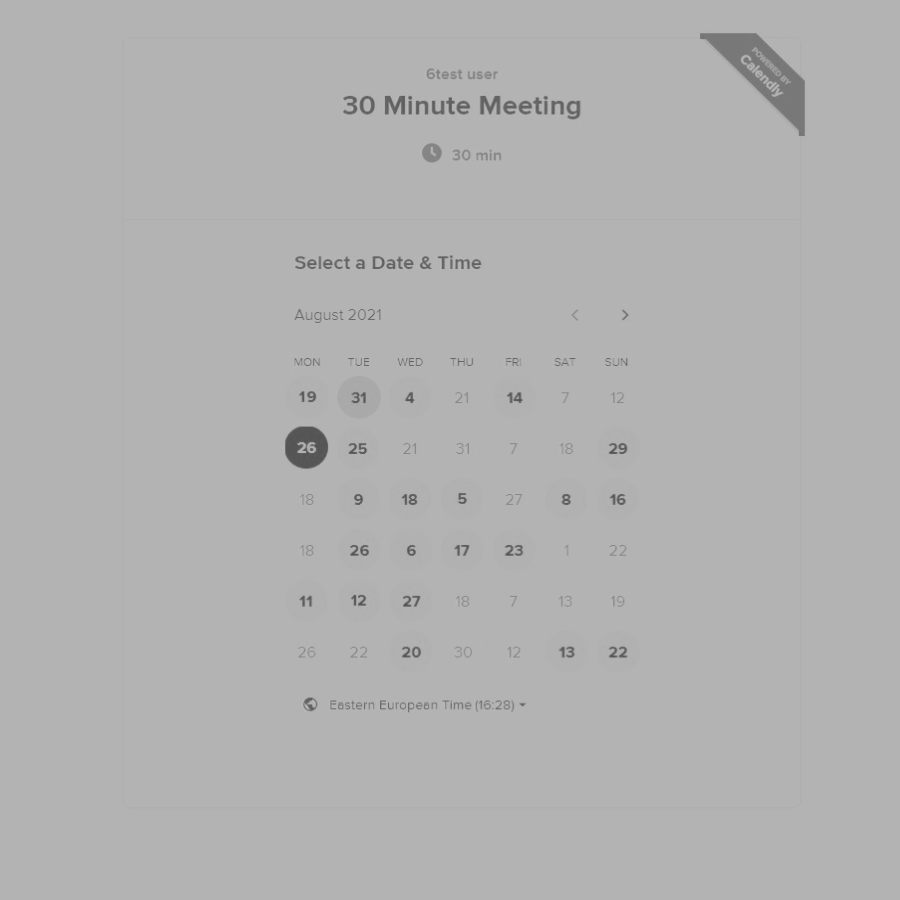 POWERED BY
Calendly
6test user
30 Minute Meeting
30 min
Select a Date & Time
August 2021
MON TUE WED THU FRI SAT SUN
19 31 4 21 14 7 12
26 25 21 31 7 18 29
18 9 18 5 27 8 16
18 26 6 17 23 1 22
11 12 27 18 7 13 19
26 22 20 30 12 13 22
Eastern European Time (16:28)